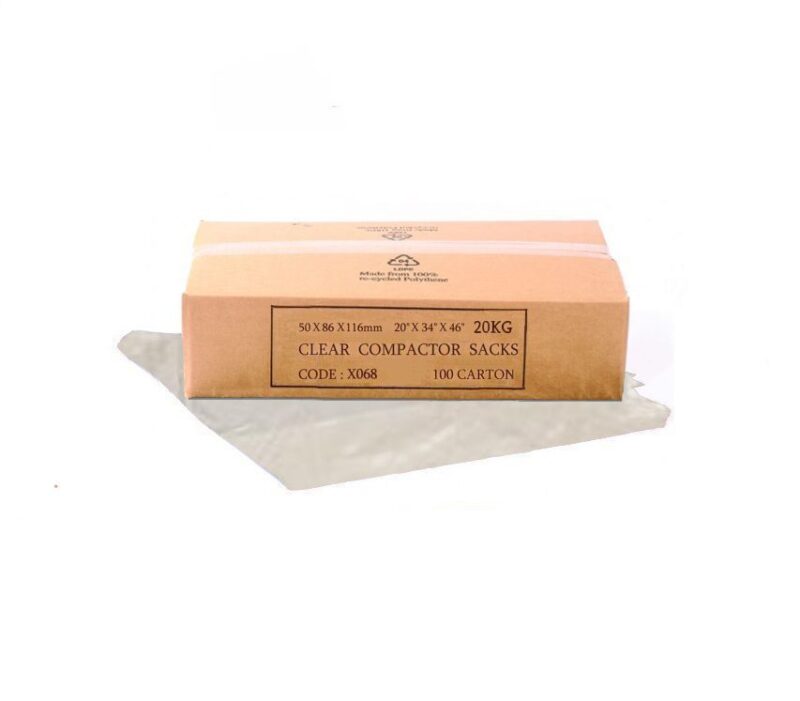 04
LDPE
Made from 100%
re-cycled Polythene
50 X 86 X 116mm 20" X 34" X 46" 20KG
CLEAR COMPACTOR SACKS
CODE : X068 100 CARTON